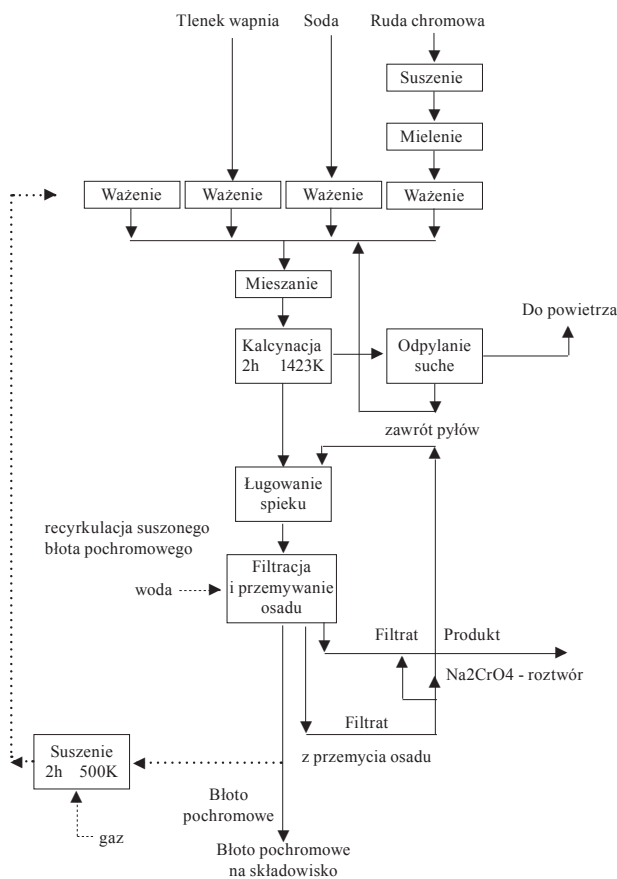 Tlenek wapnia Soda Ruda chromowa
Suszenie
Mielenie
Ważenie Ważenie Ważenie Ważenie
Mieszanie
Do powietrza
Kalcynacja
2h 1423K
Odpylanie
suche
zawrót pyłów
Ługowanie
spieku
recyrkulacja suszonego
błota pochromowego
Filtracja
i przemywanie
osadu
woda
Filtrat Produkt
Na2CrO4 - roztwór
Filtrat
z przemycia osadu
Suszenie
2h 500K
Błoto
pochromowe
gaz
Błoto pochromowe
na składowisko